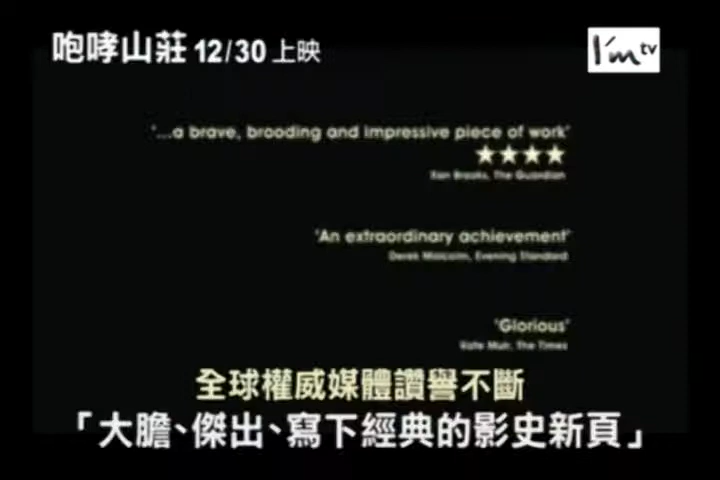 咆哮山莊 12/30 上映
I'm tv
'...a brave, brooding and impressive piece of work'
★★★★
Xan Brooks, The Guardian
'An extraordinary achievement'
Derek Malcolm, Evening Standard
'Glorious'
Kate Muir, The Times
全球權威媒體讚譽不斷
「大膽、傑出、寫下經典的影史新頁」